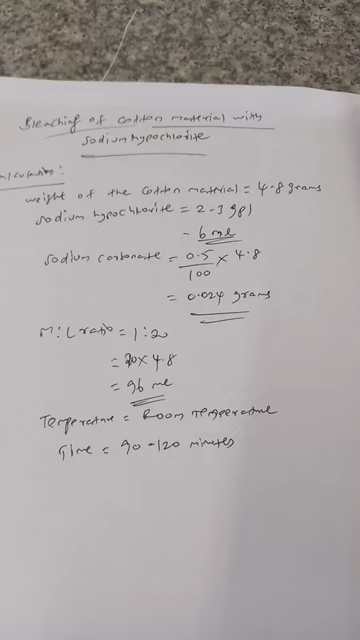 Bleaching of cotton material with
sodium hypochlorite
Calculation:
weight of the cotton material = 4.8 grams
sodium hypochlorite = 2-3 gpl
- 6 ml
sodium carbonate = 0.5 × 4.8
100
= 0.024 grams
M:L ratio = 1:20
= 20 × 4.8
= 96 ml
Temperature = Room Temperature
Time = 90 - 120 minutes